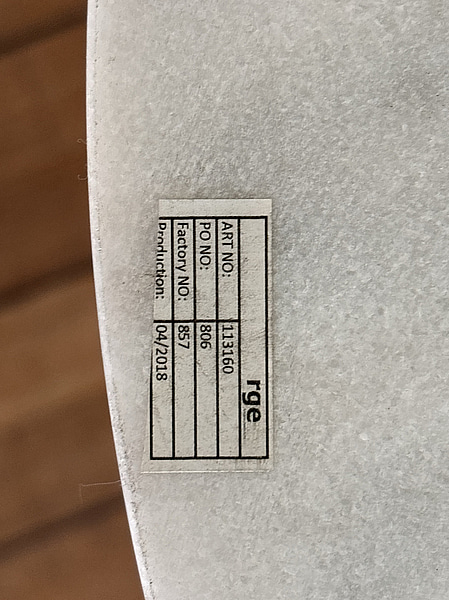 rge
ART NO: 113160
PO NO: 806
Factory NO: 857
Production: 04/2018